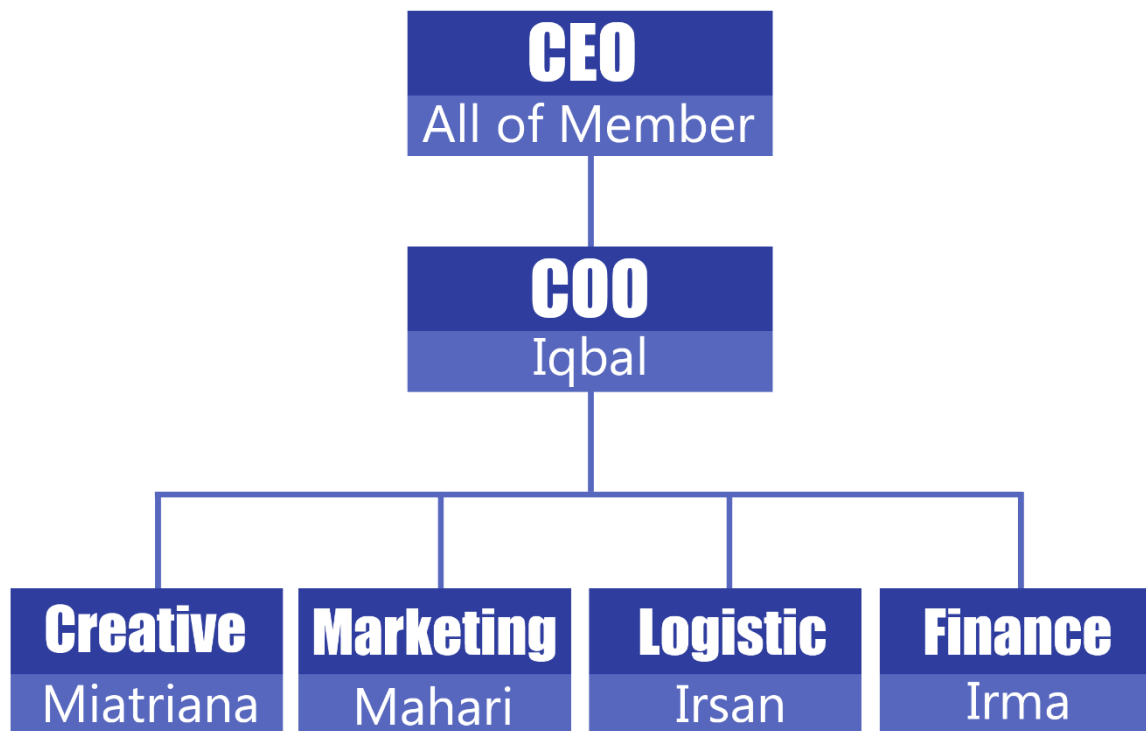 CEO
All of Member
COO
Iqbal
Creative
Miatriana
Marketing
Mahari
Logistic
Irsan
Finance
Irma